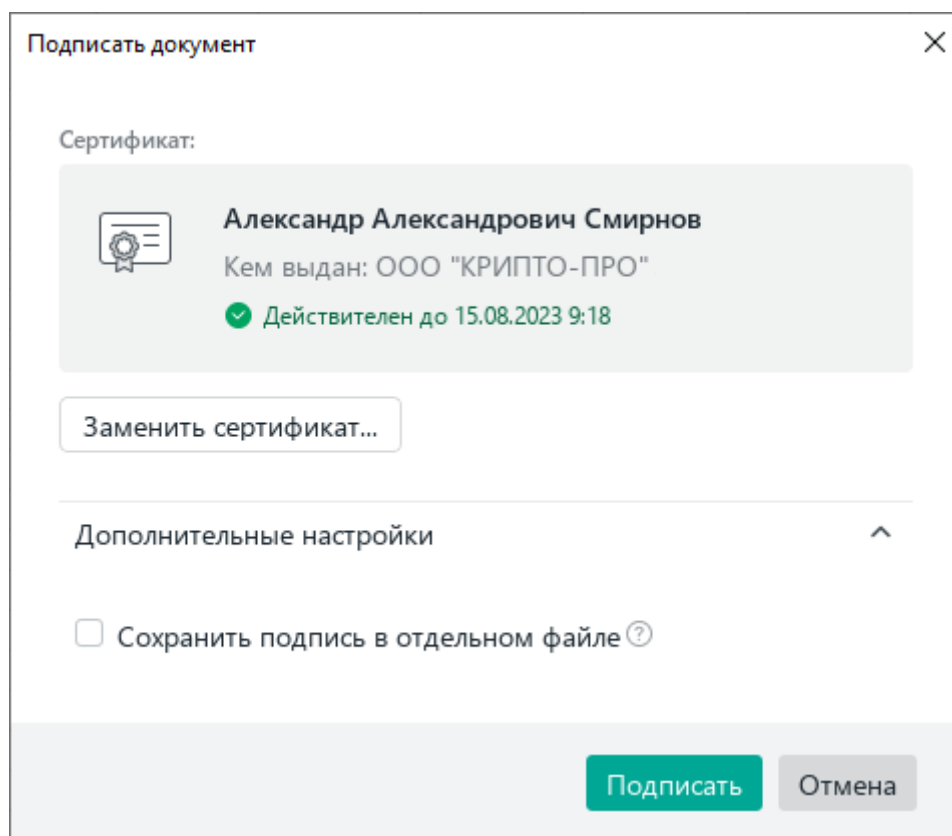 Подписать документ
Сертификат:
Александр Александрович Смирнов
Кем выдан: ООО "КРИПТО-ПРО"
Действителен до 15.08.2023 9:18
Заменить сертификат...
Дополнительные настройки
Сохранить подпись в отдельном файле ?
Подписать Отмена